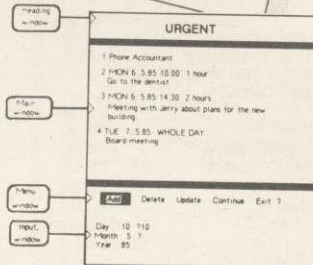 Heading
window
URGENT
1 Phone Accountant
2 MON 6. 5.85 10.00 1 hour
Go to the dentist
3 MON 6. 5.85 14.30 2 hours
Meeting with Jerry about plans for the new
building
4 TUE 7. 5.85 WHOLE DAY
Board meeting
Main
window
Menu
window
Add Delete Update Continue Exit ?
Input
window
Day 10 ?10
Month 5 ?
Year 85